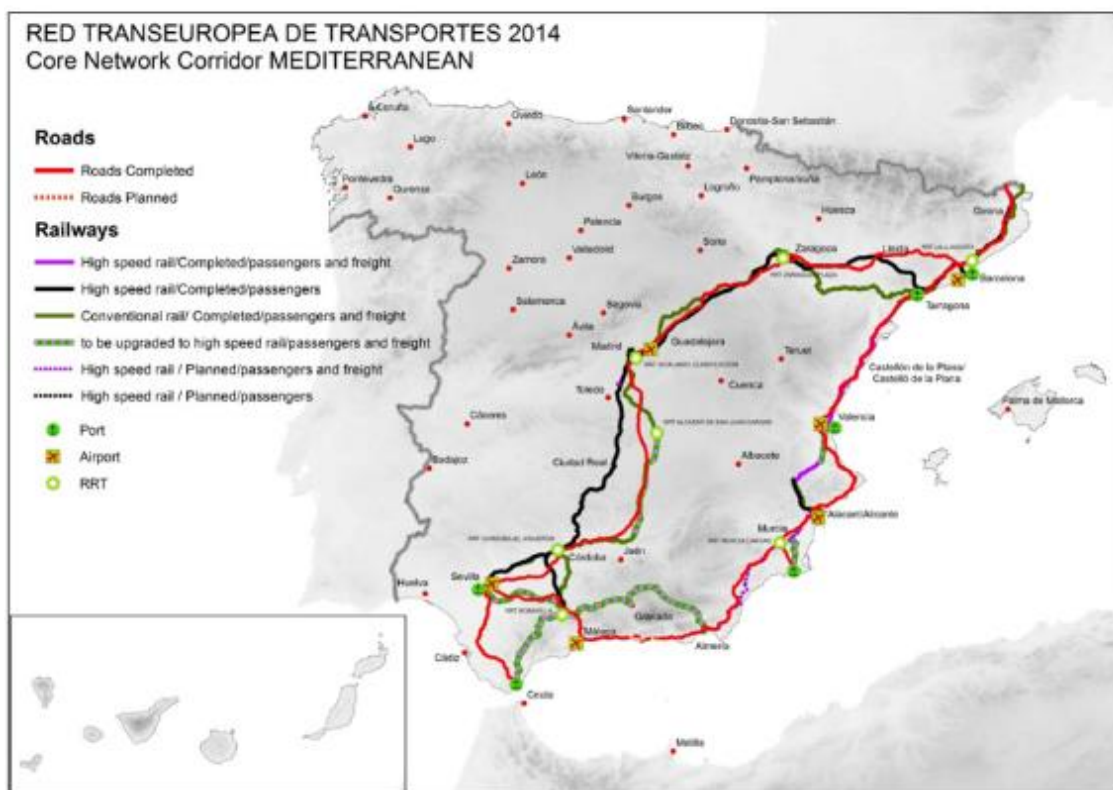 RED TRANSEUROPEA DE TRANSPORTES 2014
Core Network Corridor MEDITERRANEAN
Roads
Roads Completed
Roads Planned
Railways
High speed rail/Completed/passengers and freight
High speed rail/Completed/passengers
Conventional rail/ Completed/passengers and freight
to be upgraded to high speed rail/passengers and freight
High speed rail / Planned/passengers and freight
High speed rail / Planned/passengers
Port
Airport
RRT
A Coruña
Oviedo
Santander
Bilbao
Donostia-San Sebastián
Lugo
Vitoria-Gasteiz
Pontevedra
Ourense
León
Logroño
Burgos
Huesca
Girona
Palencia
Soria
Zaragoza
Lleida
Zamora
Valladolid
Barcelona
Tarragona
Salamanca
Segovia
Ávila
Madrid
Guadalajara
Teruel
Toledo
Cuenca
Castellón de la Plana/
Castelló de la Plana
Palma de Mallorca
Cáceres
Valencia
Badajoz
Ciudad Real
Albacete
Alacant/Alicante
Murcia
Córdoba
Jaén
Huelva
Sevilla
Granada
Málaga
Almería
Cádiz
Ceuta
Melilla